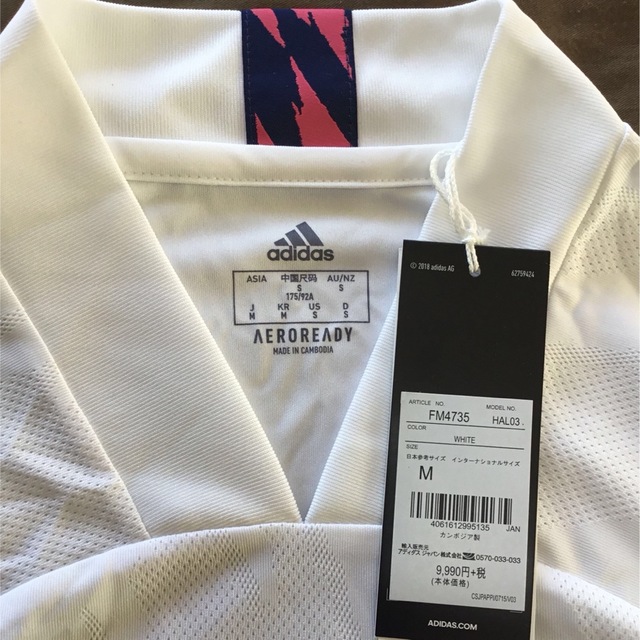 adidas
ASIA 中国尺码 AU/NZ
S S
175/92A
J KR US D
M M S S
AEROREADY
MADE IN CAMBODIA
© 2018 adidas AG 62759424
ARTICLE NO. MODEL NO.
FM4735 HAL03
COLOR
WHITE
SIZE
日本参考サイズ インターナショナルサイズ
M
4061612995135 JAN
カンボジア製
輸入販売元
アディダス ジャパン株式会社 0570-033-033
9,990円+税
(本体価格)
CSJPAPPI/0715/V03
ADIDAS.COM